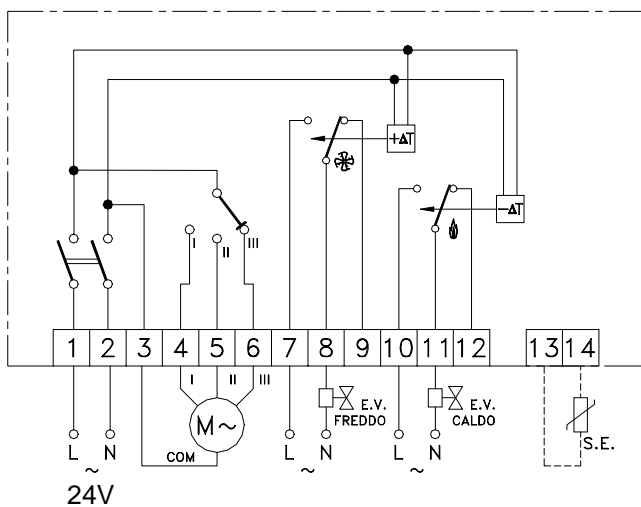 +ΔT
-ΔT
I
II
III
1 2 3 4 5 6 7 8 9 10 11 12 13 14
I II III
M~
COM
E.V.
FREDDO
E.V.
CALDO
S.E.
L N L N L N
~ ~ ~
24V